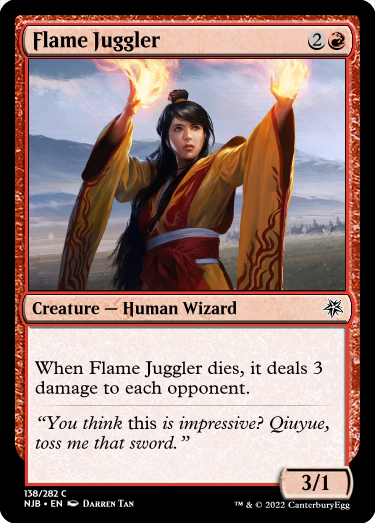 Flame Juggler 2
Creature — Human Wizard
When Flame Juggler dies, it deals 3
damage to each opponent.
“You think this is impressive? Qiuyue,
toss me that sword.”
3/1
138/282 C
NJB • EN Darren Tan
™ & © 2022 CanterburyEgg